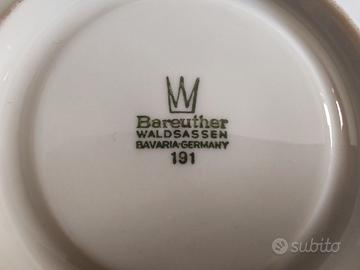 Bareuther
WALDSASSEN
BAVARIA-GERMANY
191
subito